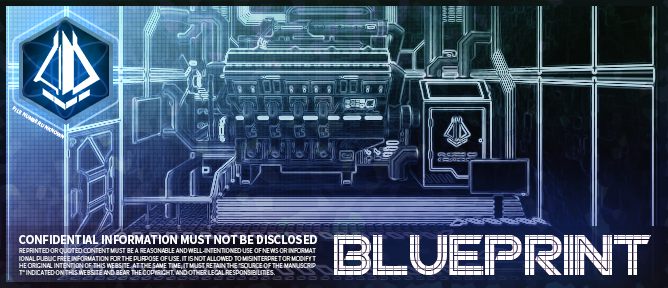 FILE NUMBER:UNKNOWN
CONFIDENTIAL INFORMATION MUST NOT BE DISCLOSED
REPRINTED OR QUOTED CONTENT MUST BE A REASONABLE AND WELL-INTENTIONED USE OF NEWS OR INFORMAT
IONAL PUBLIC FREE INFORMATION FOR THE PURPOSE OF USE. IT IS NOT ALLOWED TO MISINTERPRET OR MODIFY T
HE ORIGINAL INTENTION OF THIS WEBSITE. AT THE SAME TIME, IT MUST RETAIN THE "SOURCE OF THE MANUSCRIP
T" INDICATED ON THIS WEBSITE AND BEAR THE COPYRIGHT. AND OTHER LEGAL RESPONSIBILITIES.
BLUEPRINT